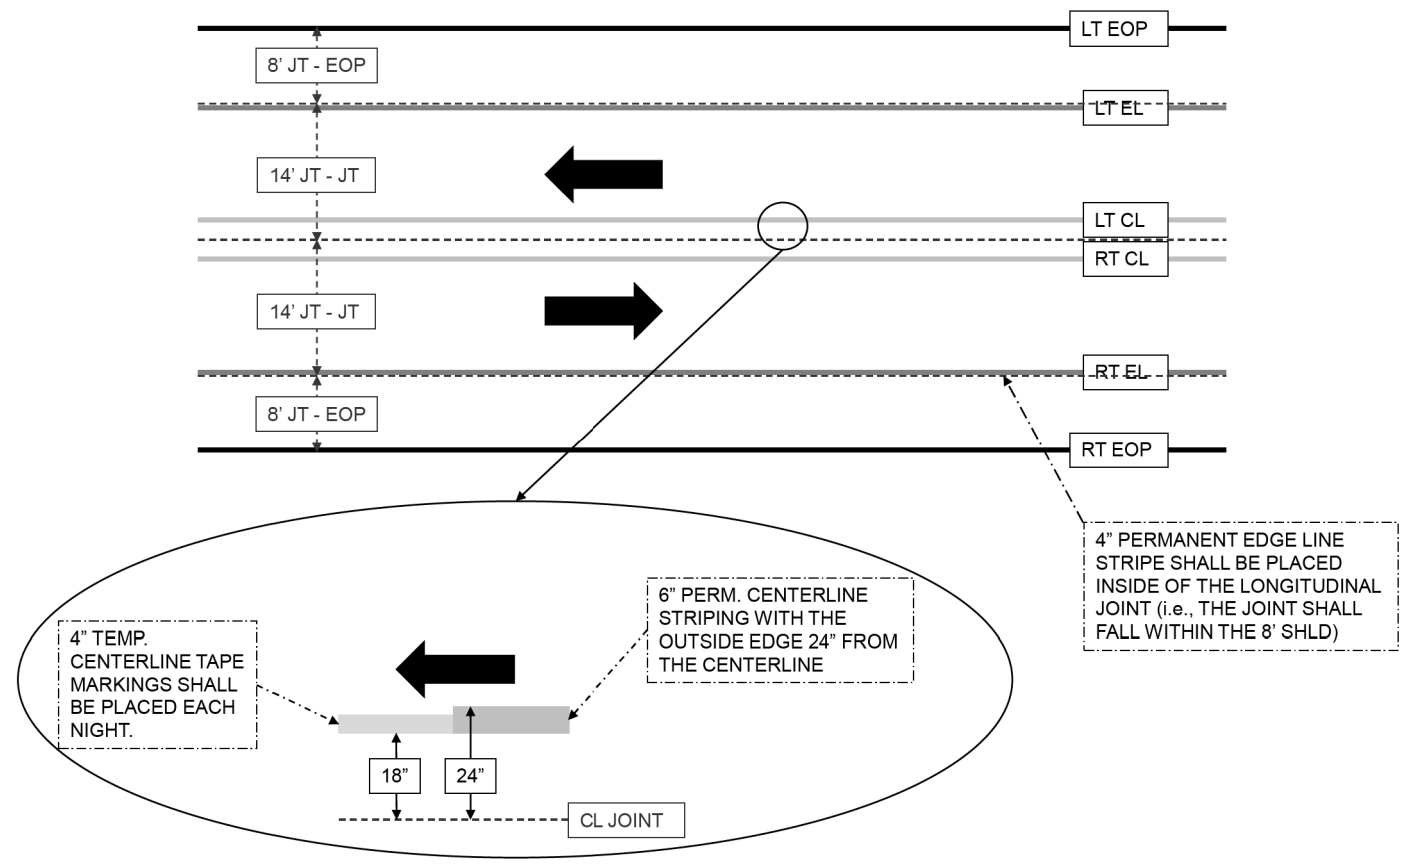 LT EOP
8’ JT - EOP
LT EL
14’ JT - JT
LT CL
RT CL
14’ JT - JT
RT EL
8’ JT - EOP
RT EOP
4” PERMANENT EDGE LINE
STRIPE SHALL BE PLACED
INSIDE OF THE LONGITUDINAL
JOINT (i.e., THE JOINT SHALL
FALL WITHIN THE 8’ SHLD)
6” PERM. CENTERLINE
STRIPING WITH THE
OUTSIDE EDGE 24” FROM
THE CENTERLINE
4” TEMP.
CENTERLINE TAPE
MARKINGS SHALL
BE PLACED EACH
NIGHT.
18”
24”
CL JOINT